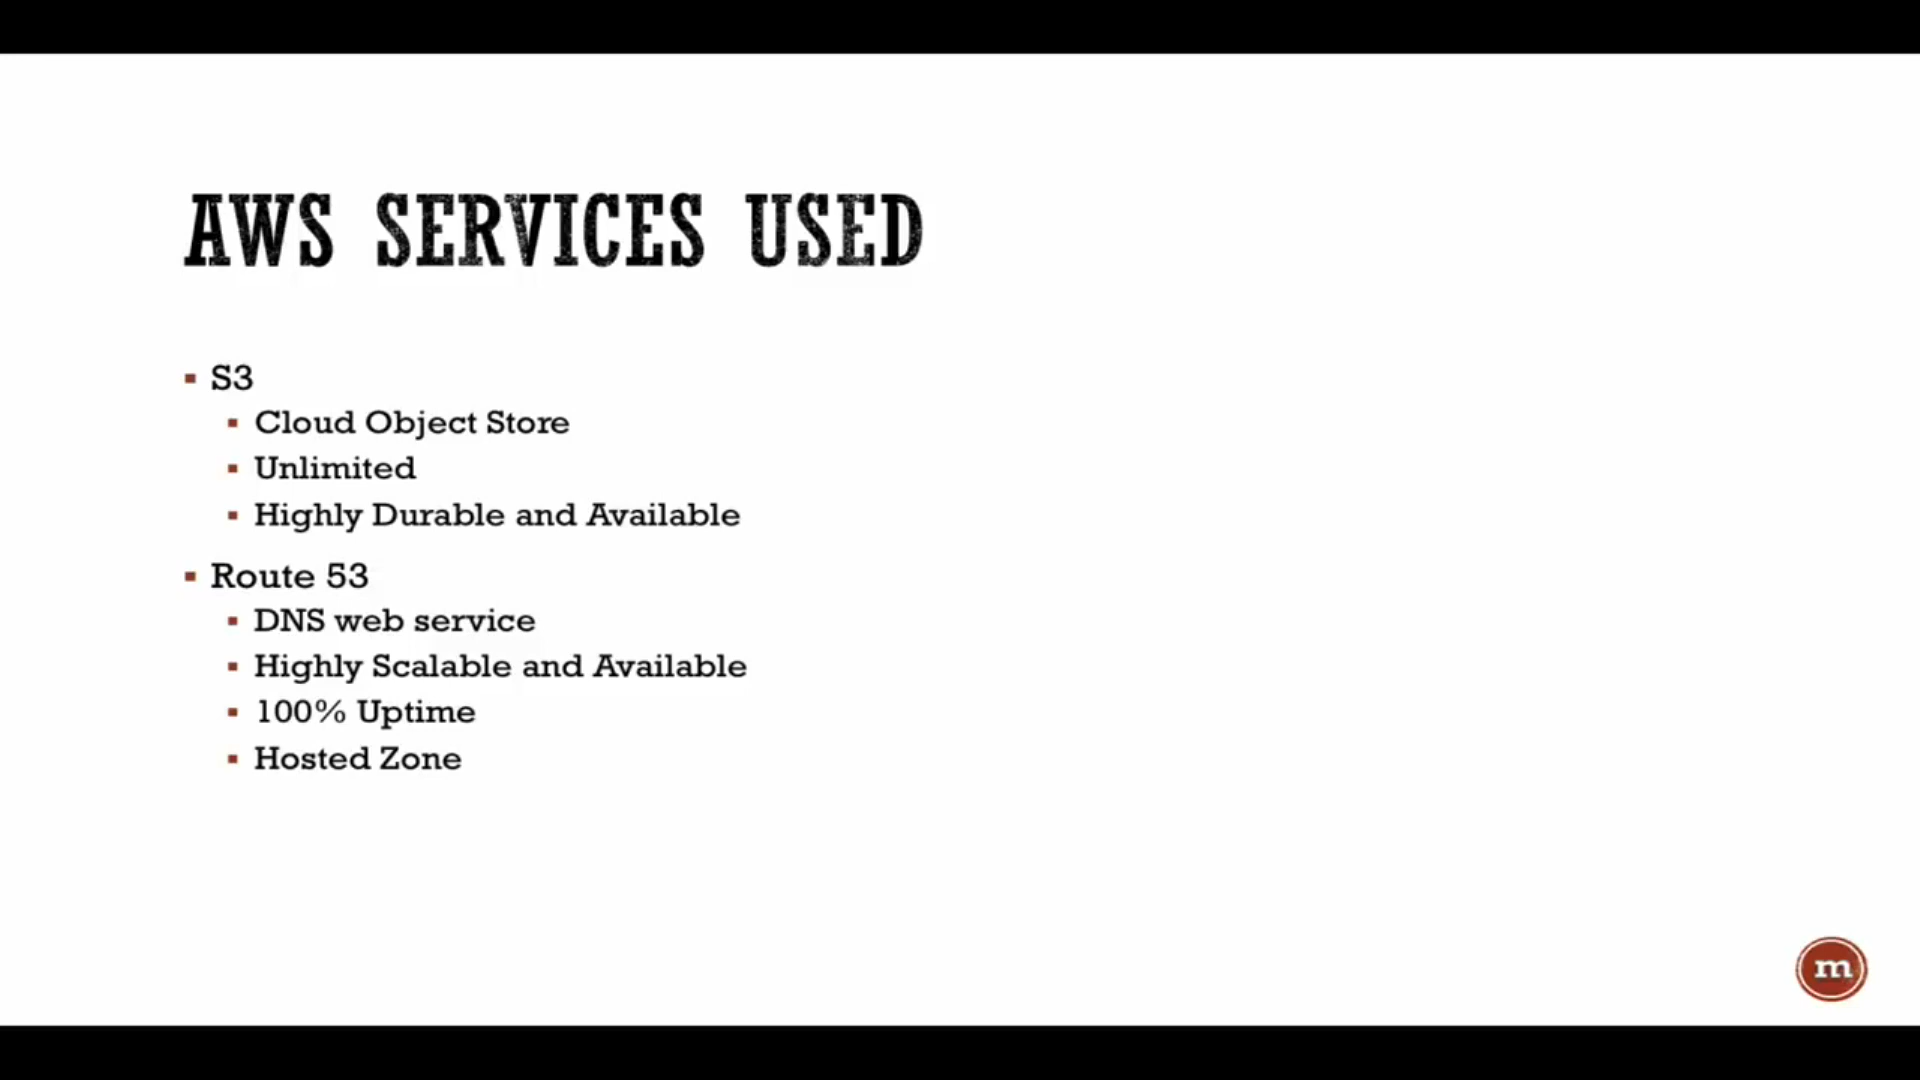 AWS SERVICES USED
S3
Cloud Object Store
Unlimited
Highly Durable and Available
Route 53
DNS web service
Highly Scalable and Available
100% Uptime
Hosted Zone
m